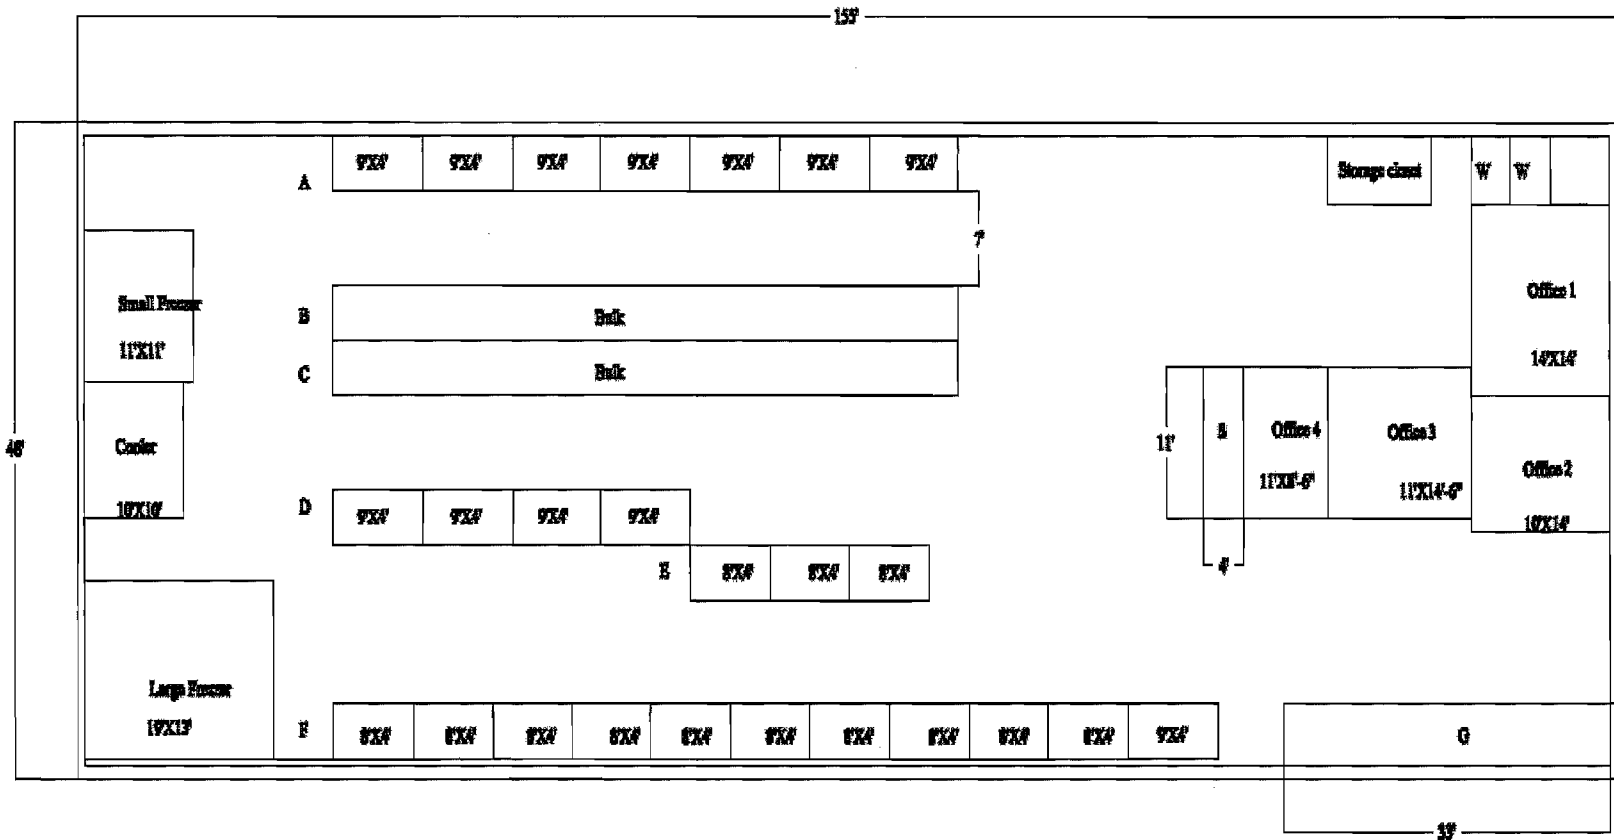 155'
A
9'X4' 9'X4' 9'X4' 9'X4' 9'X4' 9'X4' 9'X4'
Storage closet
W W
7'
Small Freezer
11'X11'
B
Bulk
Office 1
14'X14'
C
Bulk
48'
Cooler
10'X10'
11'
Office 4
11'X8'-6"
Office 3
11'X14'-6"
Office 2
10'X14'
D
9'X4' 9'X4' 9'X4' 9'X4'
E
8'X4' 8'X4' 8'X4'
4'
Large Freezer
19'X13'
F
8'X4' 8'X4' 8'X4' 8'X4' 8'X4' 8'X4' 8'X4' 8'X4' 8'X4' 8'X4' 9'X4'
G
33'